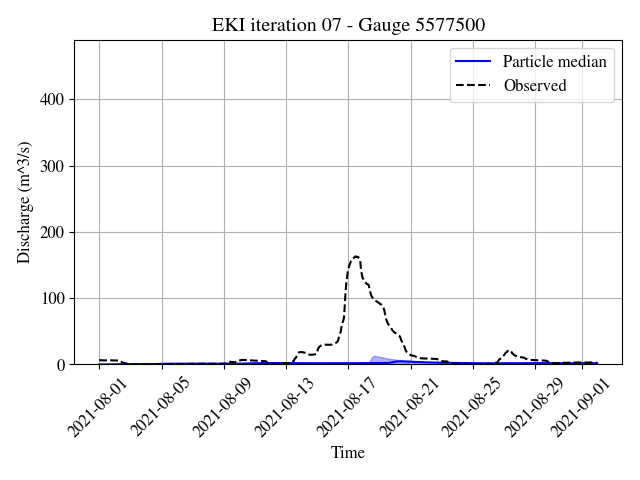 EKI iteration 07 - Gauge 5577500
Particle median
Observed
Discharge (m^3/s)
400
300
200
100
0
2021-08-01
2021-08-05
2021-08-09
2021-08-13
2021-08-17
2021-08-21
2021-08-25
2021-08-29
2021-09-01
Time